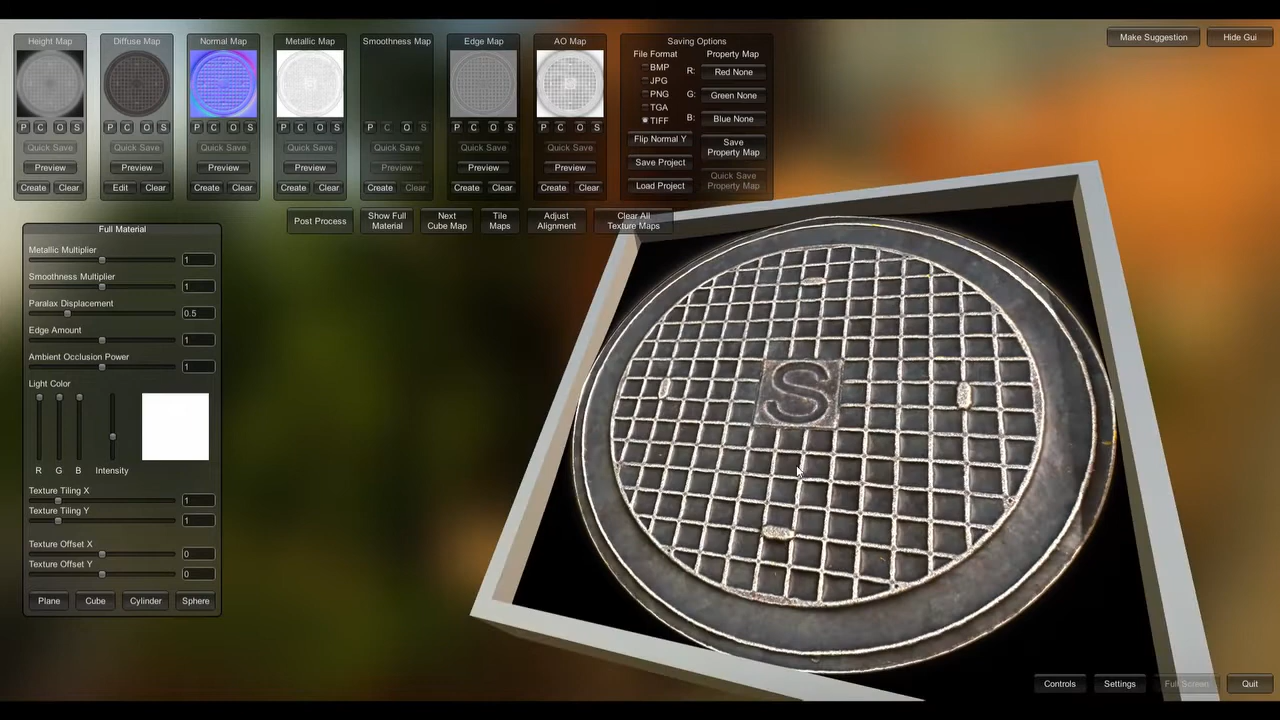 Height Map
Diffuse Map
Normal Map
Metallic Map
Smoothness Map
Edge Map
AO Map
Saving Options
Make Suggestion
Hide Gui
File Format
Property Map
BMP
JPG
PNG
TGA
TIFF
R:
Red None
G:
Green None
B:
Blue None
P C O S
P C O S
P C O S
P C O S
P C O S
P C O S
P C O S
Flip Normal Y
Save
Property Map
Quick Save
Quick Save
Quick Save
Quick Save
Quick Save
Quick Save
Quick Save
Save Project
Preview
Preview
Preview
Preview
Preview
Preview
Preview
Quick Save
Property Map
Load Project
Create Clear
Edit Clear
Create Clear
Create Clear
Create Clear
Create Clear
Create Clear
Post Process
Show Full
Material
Next
Cube Map
Tile
Maps
Adjust
Alignment
Clear All
Texture Maps
Full Material
Metallic Multiplier
1
Smoothness Multiplier
1
Paralax Displacement
0.5
Edge Amount
1
Ambient Occlusion Power
1
Light Color
R G B Intensity
Texture Tiling X
1
Texture Tiling Y
1
Texture Offset X
0
Texture Offset Y
0
Plane Cube Cylinder Sphere
S
Controls
Settings
Full Screen
Quit